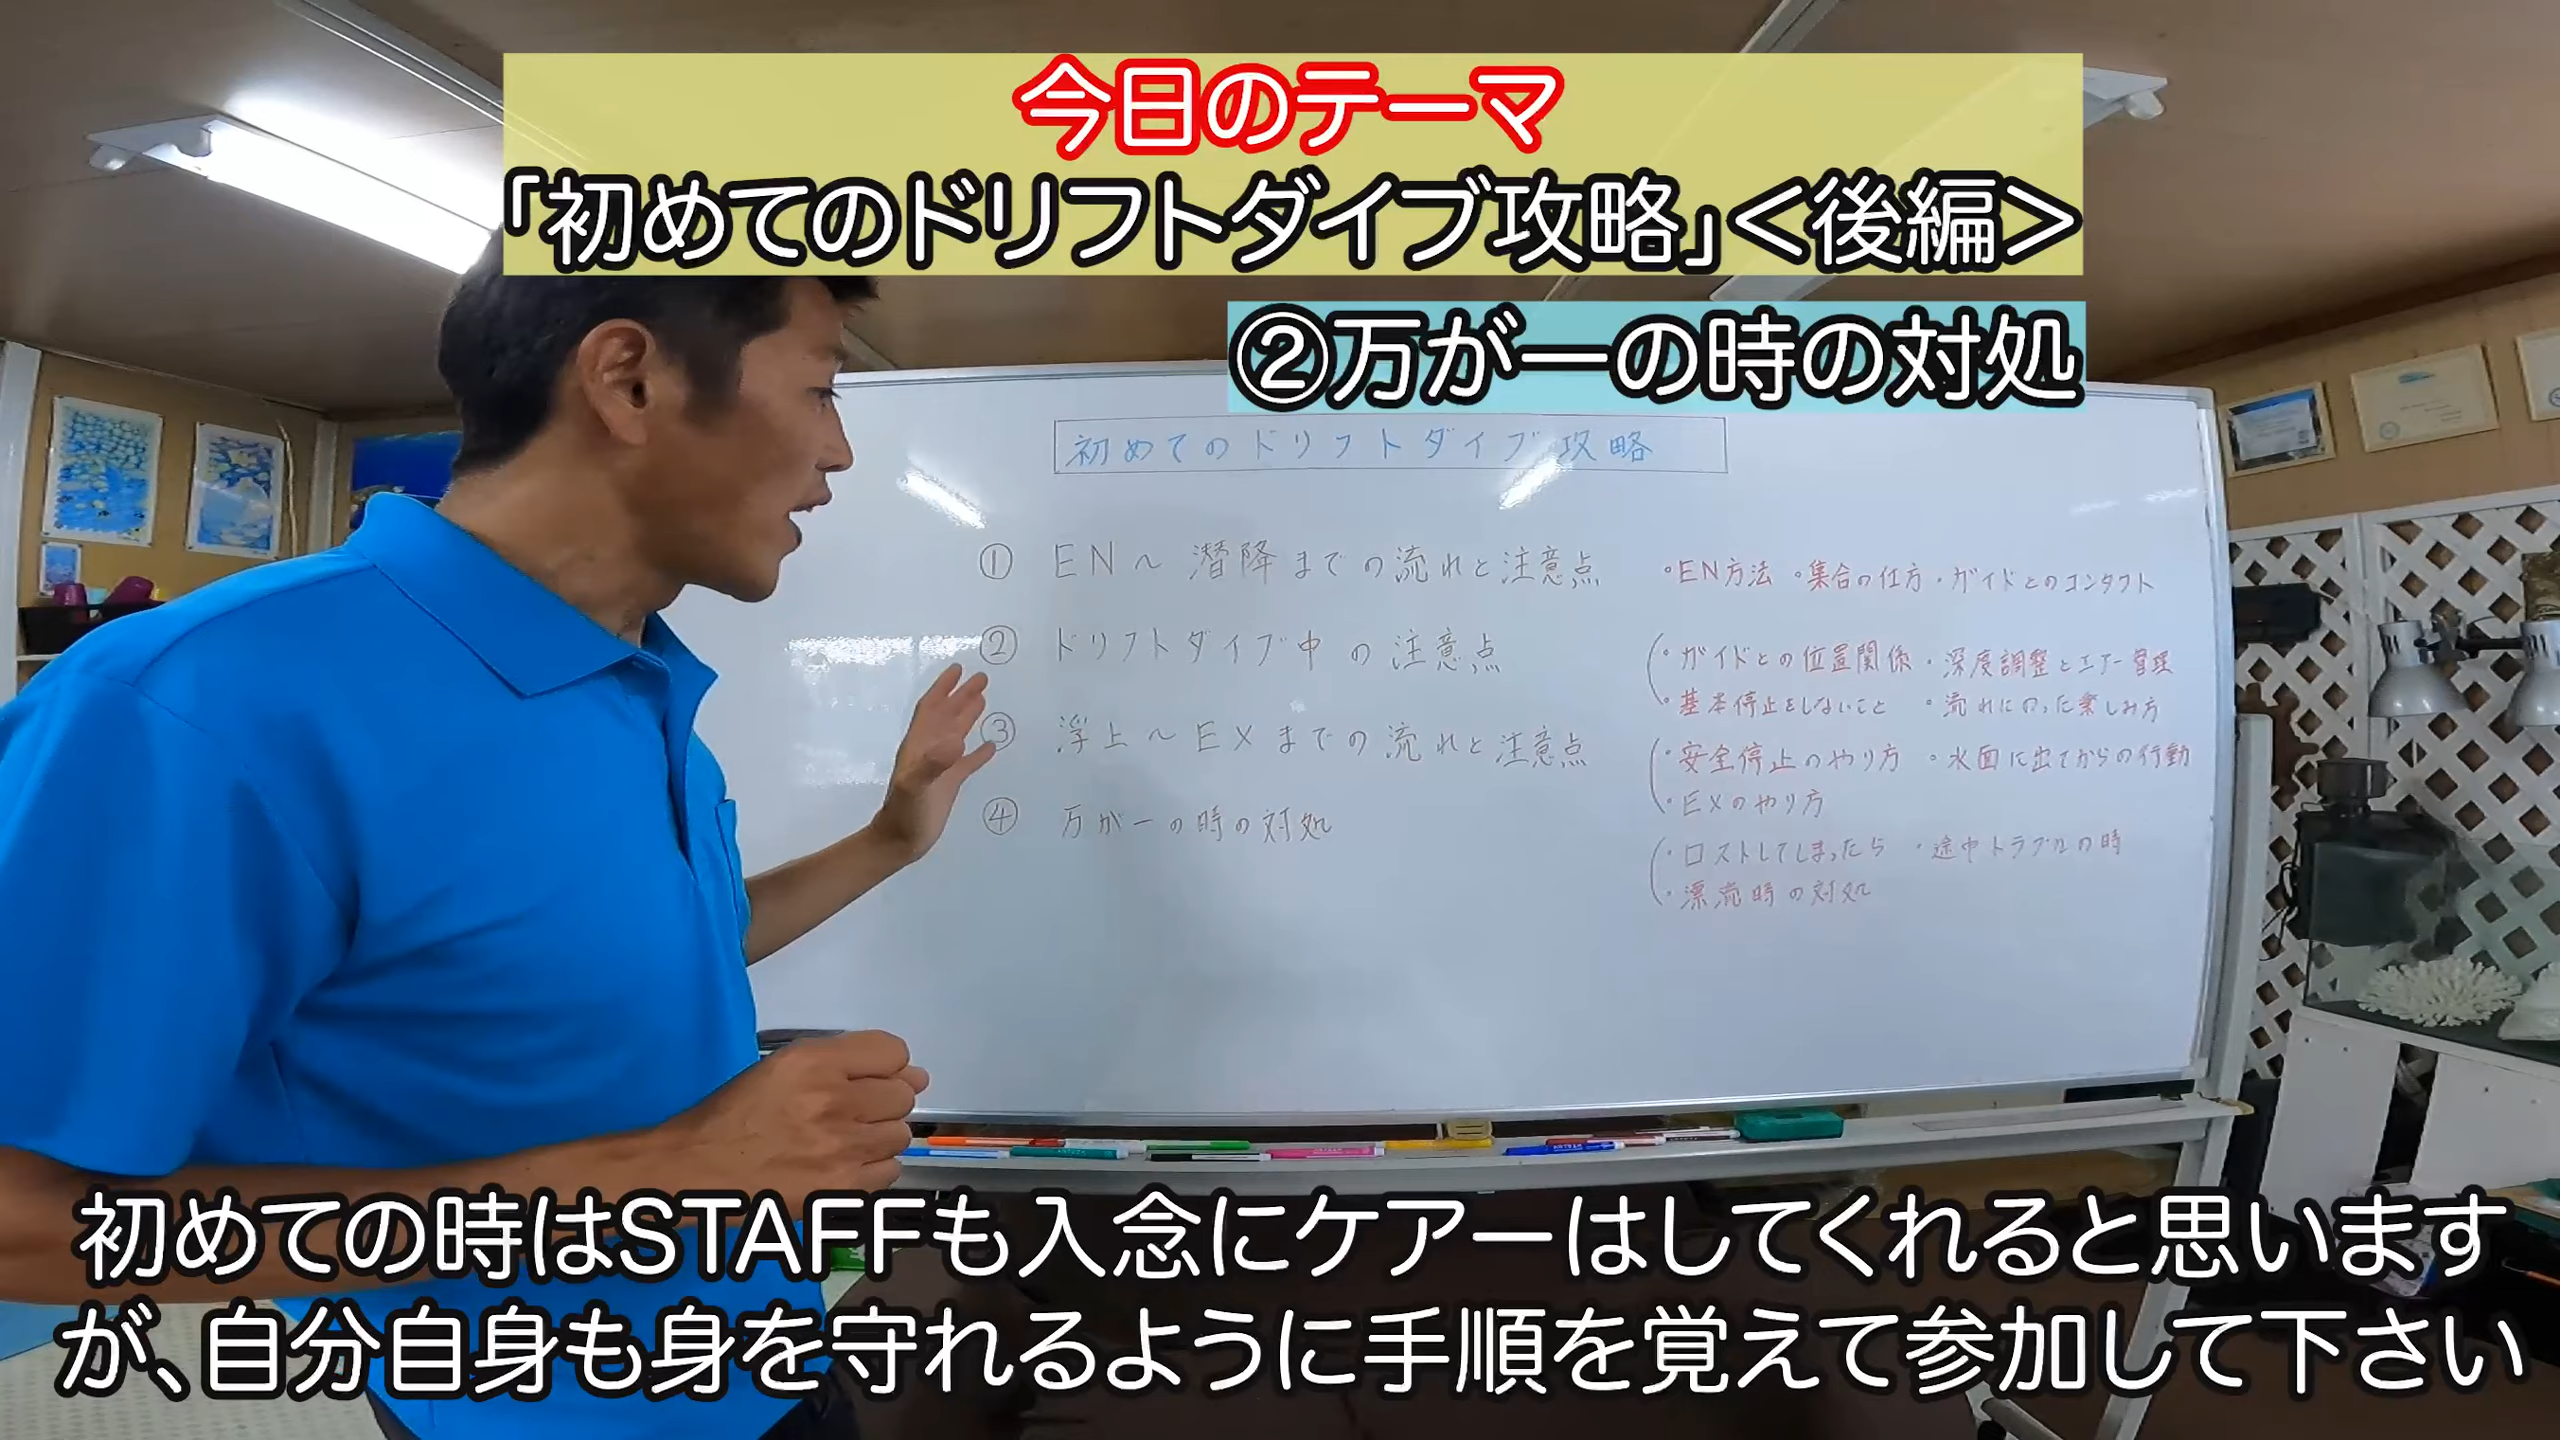 今日のテーマ
「初めてのドリフトダイブ攻略」＜後編＞
②万が一の時の対処
初めてのドリフトダイブ攻略
① EN～潜降までの流れと注意点
・EN方法 ・集合の仕方 ・ガイドとのコンタクト
② ドリフトダイブ中の注意点
・ガイドとの位置関係 ・深度調整とエアー管理
・基本停止をしないこと ・流れにのった楽しみ方
③ 浮上～EXまでの流れと注意点
・安全停止のやり方 ・水面に出てからの行動
・EXのやり方
④ 万が一の時の対処
・ロストしてしまったら ・途中トラブルの時
・漂流時の対処
初めての時はSTAFFも入念にケアーはしてくれると思います
が、自分自身も身を守れるように手順を覚えて参加して下さい